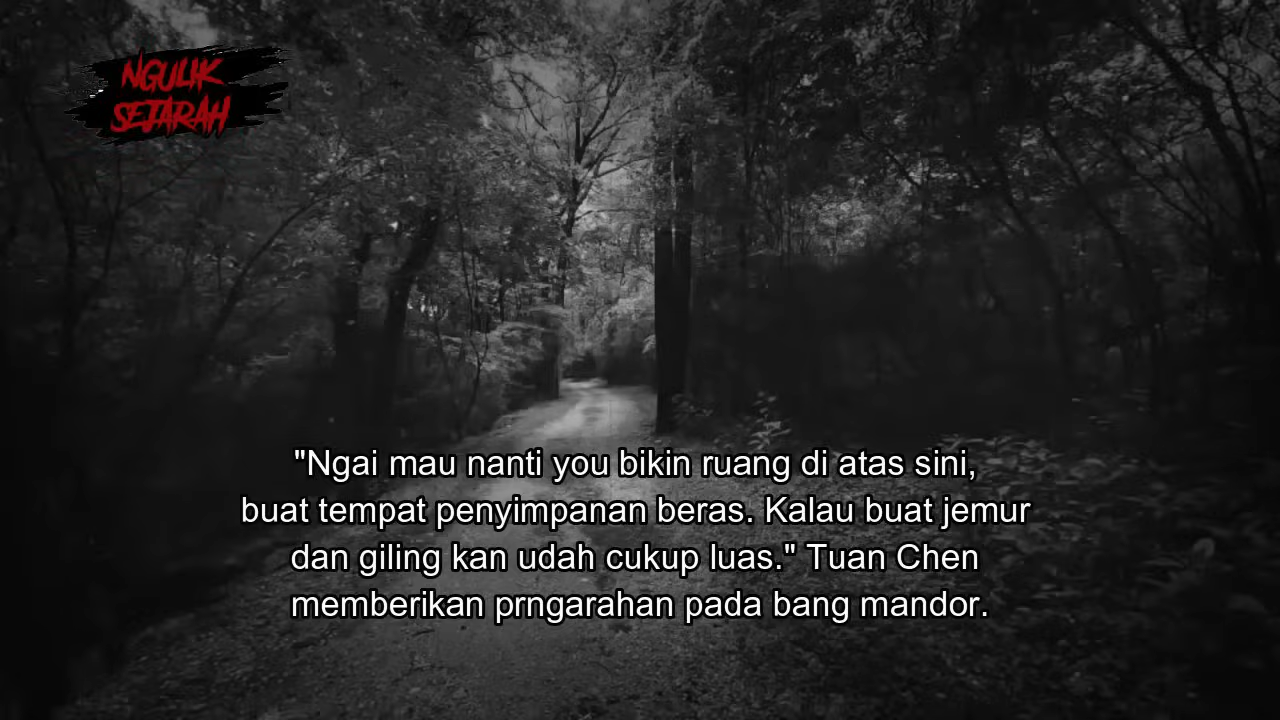 NGULIK
SEJARAH
"Ngai mau nanti you bikin ruang di atas sini,
buat tempat penyimpanan beras. Kalau buat jemur
dan giling kan udah cukup luas." Tuan Chen
memberikan prngarahan pada bang mandor.